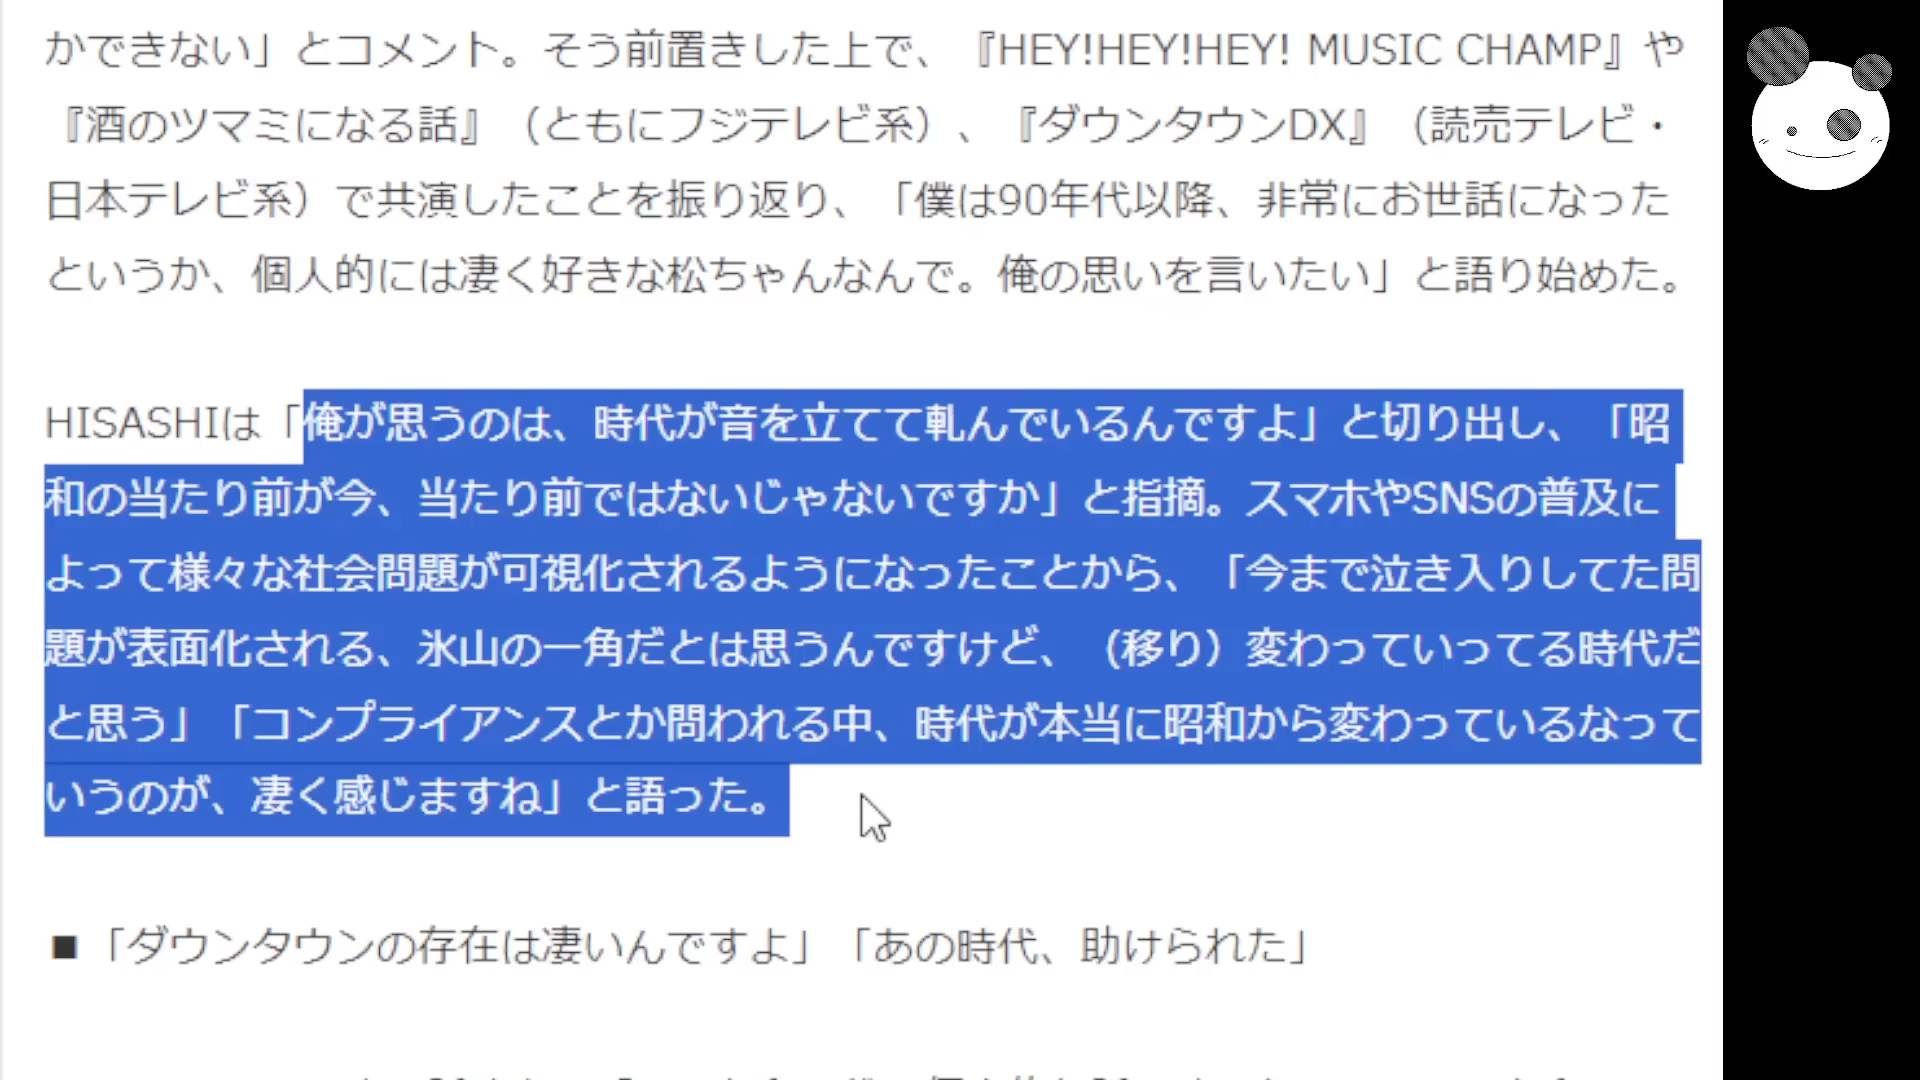 かできない」とコメント。そう前置きした上で、『HEY!HEY!HEY! MUSIC CHAMP』や
『酒のツマミになる話』（ともにフジテレビ系）、『ダウンタウンDX』（読売テレビ・
日本テレビ系）で共演したことを振り返り、「僕は90年代以降、非常にお世話になった
というか、個人的には凄く好きな松ちゃんなんで。俺の思いを言いたい」と語り始めた。
HISASHIは「俺が思うのは、時代が音を立てて軋んでいるんですよ」と切り出し、「昭
和の当たり前が今、当たり前ではないじゃないですか」と指摘。スマホやSNSの普及に
よって様々な社会問題が可視化されるようになったことから、「今まで泣き入りしてた問
題が表面化される、氷山の一角だとは思うんですけど、（移り）変わっていってる時代だ
と思う」「コンプライアンスとか問われる中、時代が本当に昭和から変わっているなって
いうのが、凄く感じますね」と語った。
■「ダウンタウンの存在は凄いんですよ」「あの時代、助けられた」